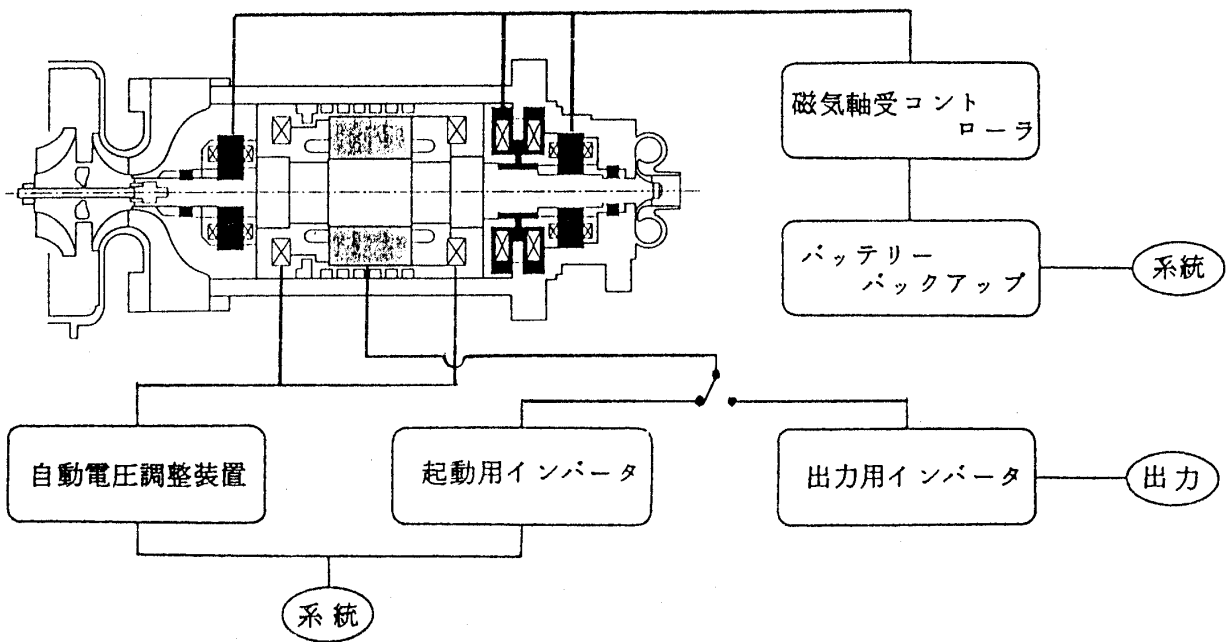 磁気軸受コント
ローラ
バッテリー
バックアップ
系統
自動電圧調整装置
起動用インバータ
出力用インバータ
出力
系統